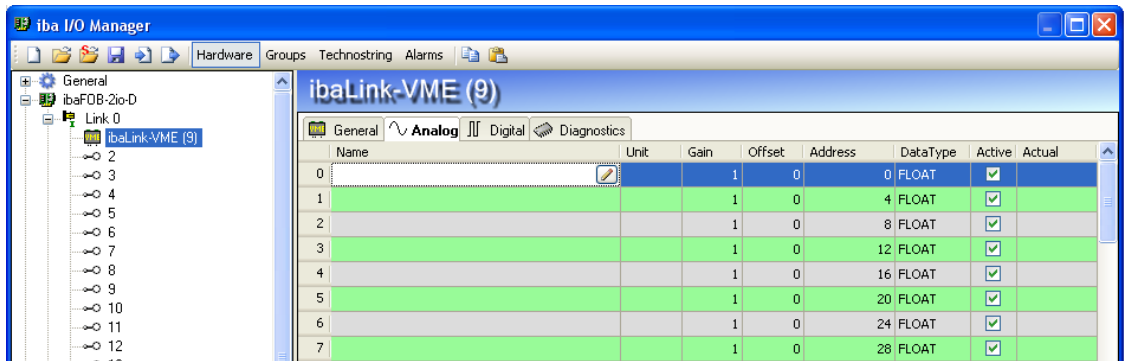 iba I/O Manager
Hardware Groups Technostring Alarms
General
ibaFOB-2io-D
Link 0
ibaLink-VME (9)
2
3
4
5
6
7
8
9
10
11
12
ibaLink-VME (9)
General Analog Digital Diagnostics
Name Unit Gain Offset Address DataType Active Actual
0 1 0 0 FLOAT
1 1 0 4 FLOAT
2 1 0 8 FLOAT
3 1 0 12 FLOAT
4 1 0 16 FLOAT
5 1 0 20 FLOAT
6 1 0 24 FLOAT
7 1 0 28 FLOAT